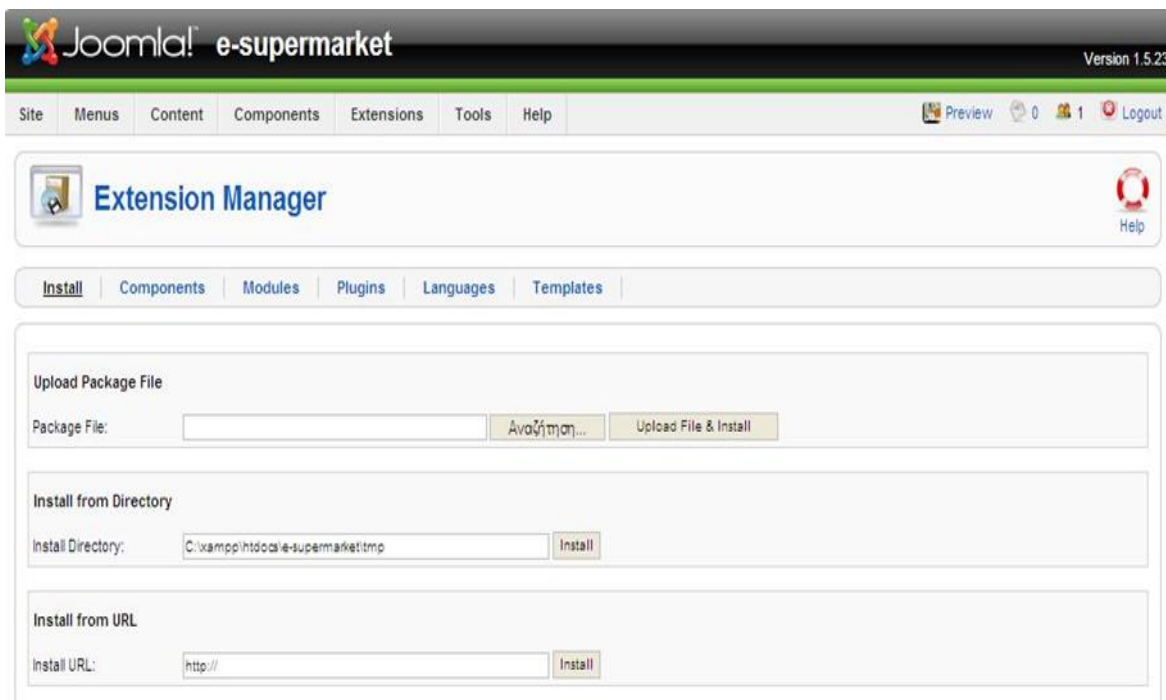 Joomla! e-supermarket
Version 1.5.23
Site Menus Content Components Extensions Tools Help Preview 0 1 Logout
Extension Manager
Help
Install Components Modules Plugins Languages Templates
Upload Package File
Package File: Αναζήτηση... Upload File & Install
Install from Directory
Install Directory: C:\xampp\htdocs\e-supermarket\tmp Install
Install from URL
Install URL: http:// Install